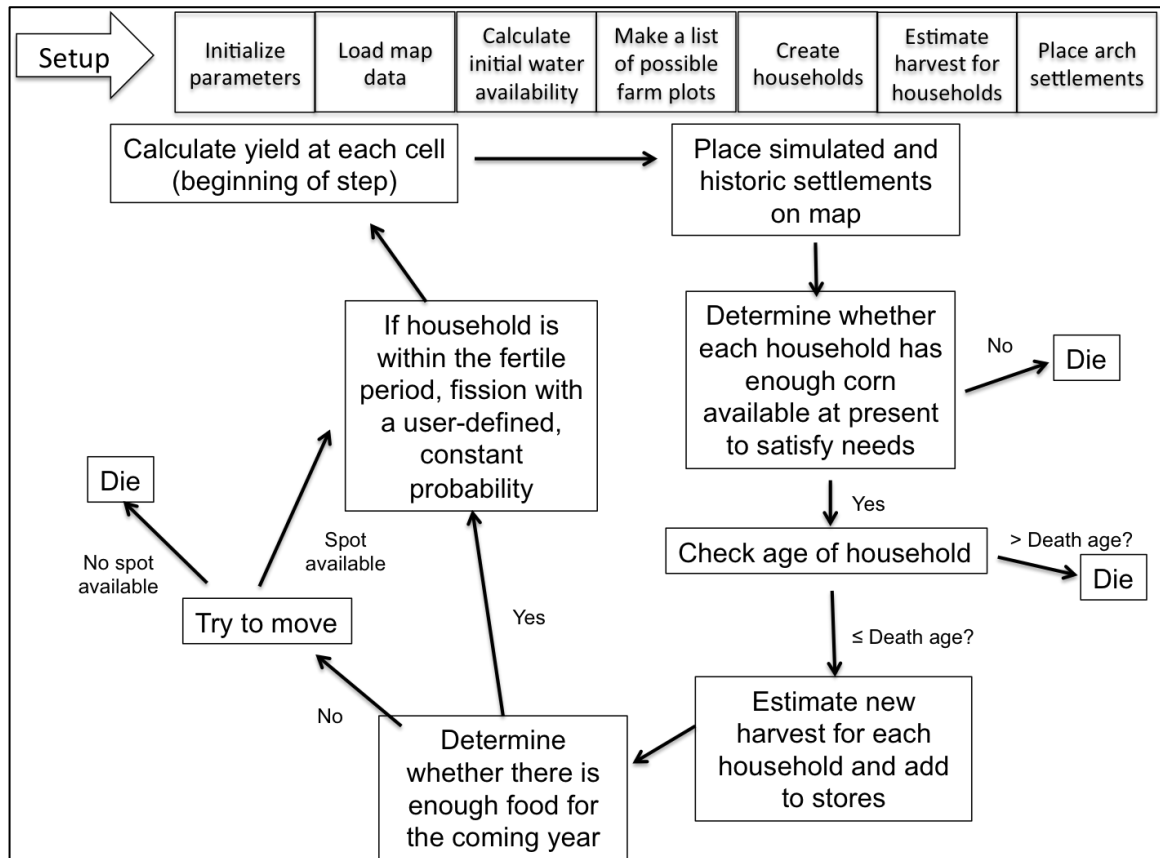 Setup
Initialize
parameters
Load map
data
Calculate
initial water
availability
Make a list
of possible
farm plots
Create
households
Estimate
harvest for
households
Place arch
settlements
Calculate yield at each cell
(beginning of step)
Place simulated and
historic settlements
on map
Determine whether
each household has
enough corn
available at present
to satisfy needs
No
Die
Yes
Check age of household
> Death age?
Die
≤ Death age?
Estimate new
harvest for each
household and add
to stores
Determine
whether there is
enough food for
the coming year
No
Yes
Try to move
No spot
available
Die
Spot
available
If household is
within the fertile
period, fission with
a user-defined,
constant
probability